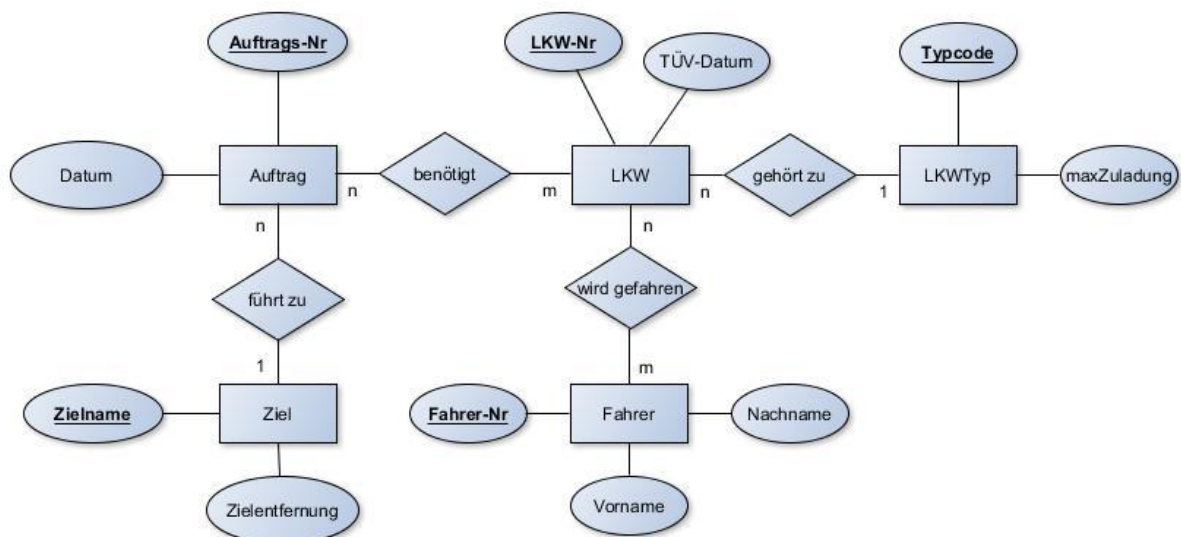 Auftrags-Nr
LKW-Nr
TÜV-Datum
Typcode
Datum
Auftrag
n
benötigt
m
LKW
n
gehört zu
1
LKWTyp
maxZuladung
n
n
führt zu
wird gefahren
1
m
Zielname
Ziel
Fahrer-Nr
Fahrer
Nachname
Zielentfernung
Vorname